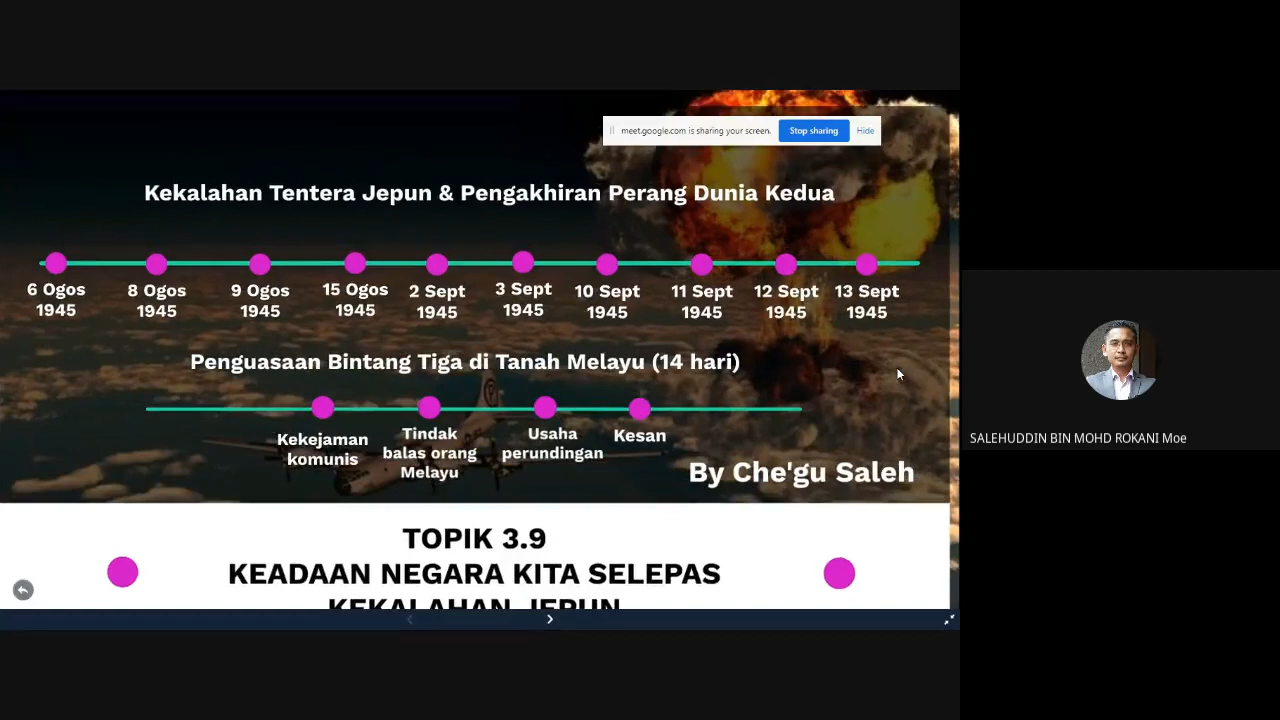 meet.google.com is sharing your screen.
Stop sharing
Hide
Kekalahan Tentera Jepun & Pengakhiran Perang Dunia Kedua
6 Ogos
1945
8 Ogos
1945
9 Ogos
1945
15 Ogos
1945
2 Sept
1945
3 Sept
1945
10 Sept
1945
11 Sept
1945
12 Sept
1945
13 Sept
1945
Penguasaan Bintang Tiga di Tanah Melayu (14 hari)
Kekejaman
komunis
Tindak
balas orang
Melayu
Usaha
perundingan
Kesan
By Che'gu Saleh
TOPIK 3.9
KEADAAN NEGARA KITA SELEPAS
KEKALAHAN JEPUN
SALEHUDDIN BIN MOHD ROKANI Moe